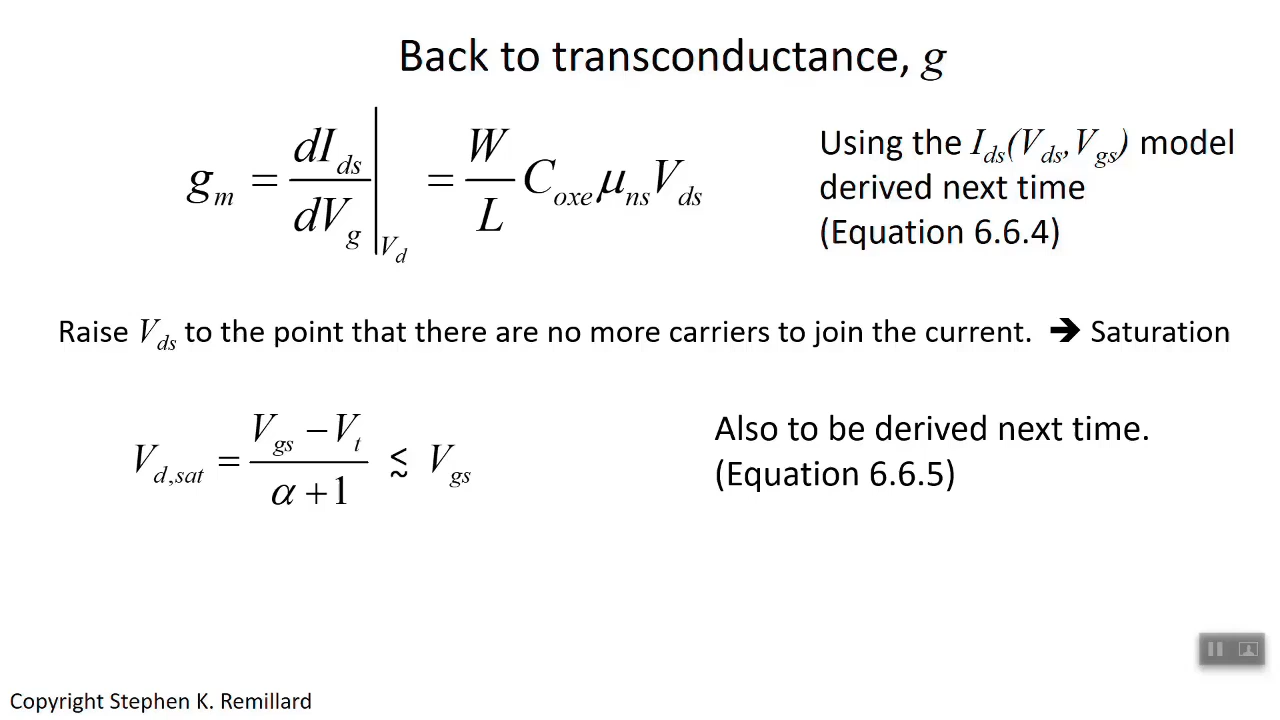 Back to transconductance, g
g_m = dI_ds / dV_g |_V_d = W / L C_oxe μ_ns V_ds
Using the I_ds(V_ds,V_gs) model
derived next time
(Equation 6.6.4)
Raise V_ds to the point that there are no more carriers to join the current. ➔ Saturation
V_d,sat = V_gs − V_t / α + 1 ≲ V_gs
Also to be derived next time.
(Equation 6.6.5)
Copyright Stephen K. Remillard